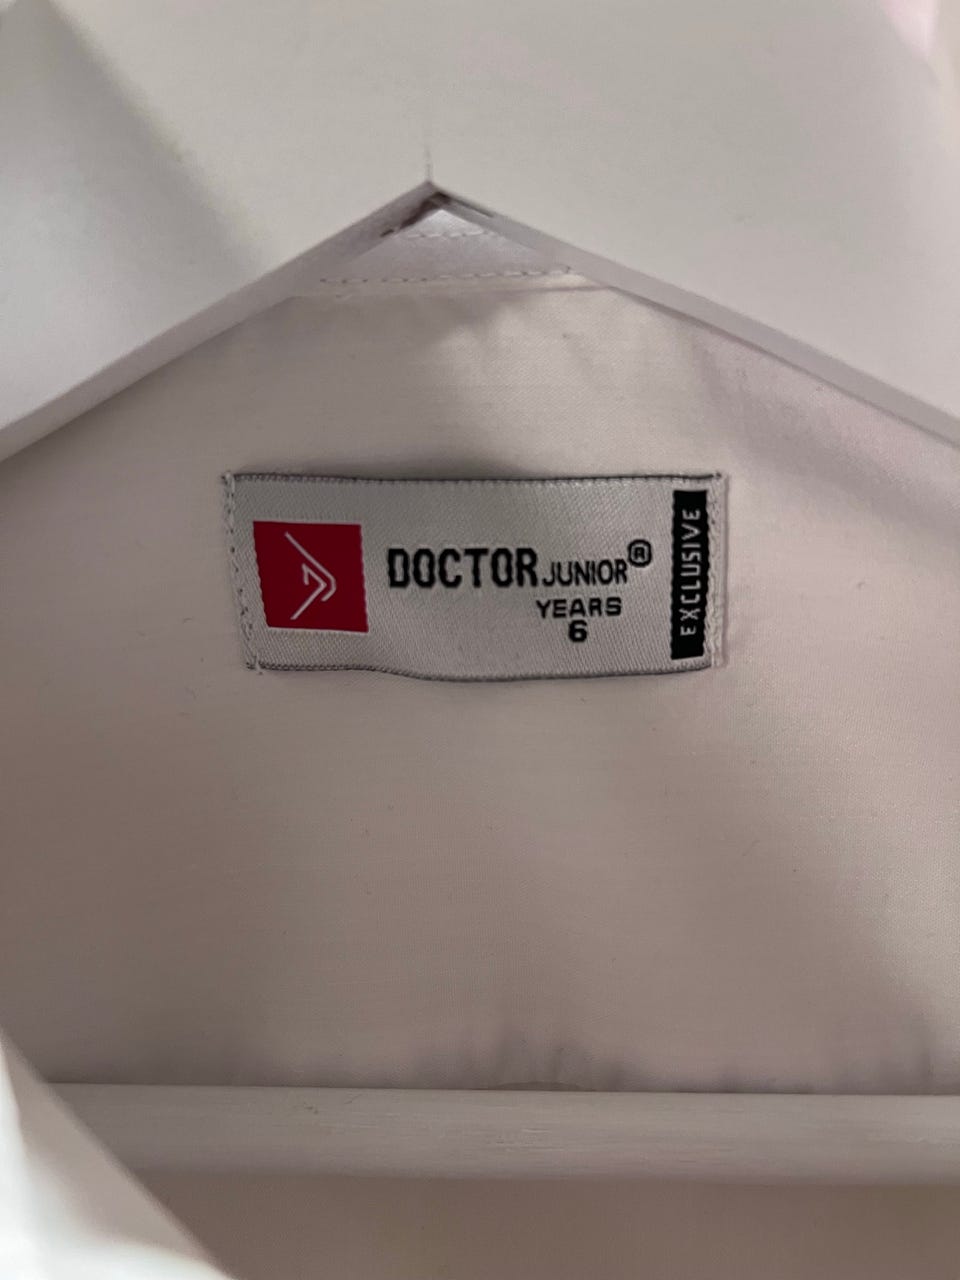 DOCTOR JUNIOR®
YEARS
6
EXCLUSIVE